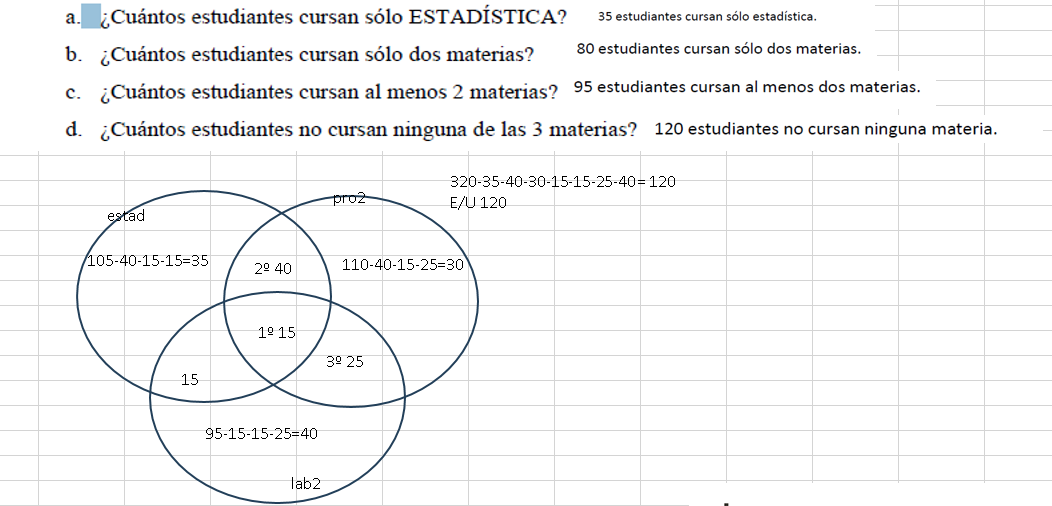 a. ¿Cuántos estudiantes cursan sólo ESTADÍSTICA? 35 estudiantes cursan sólo estadística.
b. ¿Cuántos estudiantes cursan sólo dos materias? 80 estudiantes cursan sólo dos materias.
c. ¿Cuántos estudiantes cursan al menos 2 materias? 95 estudiantes cursan al menos dos materias.
d. ¿Cuántos estudiantes no cursan ninguna de las 3 materias? 120 estudiantes no cursan ninguna materia.
320-35-40-30-15-15-25-40=120
E/U 120
pro2
estad
105-40-15-15=35
2º 40
110-40-15-25=30
1º 15
3º 25
15
95-15-15-25=40
lab2